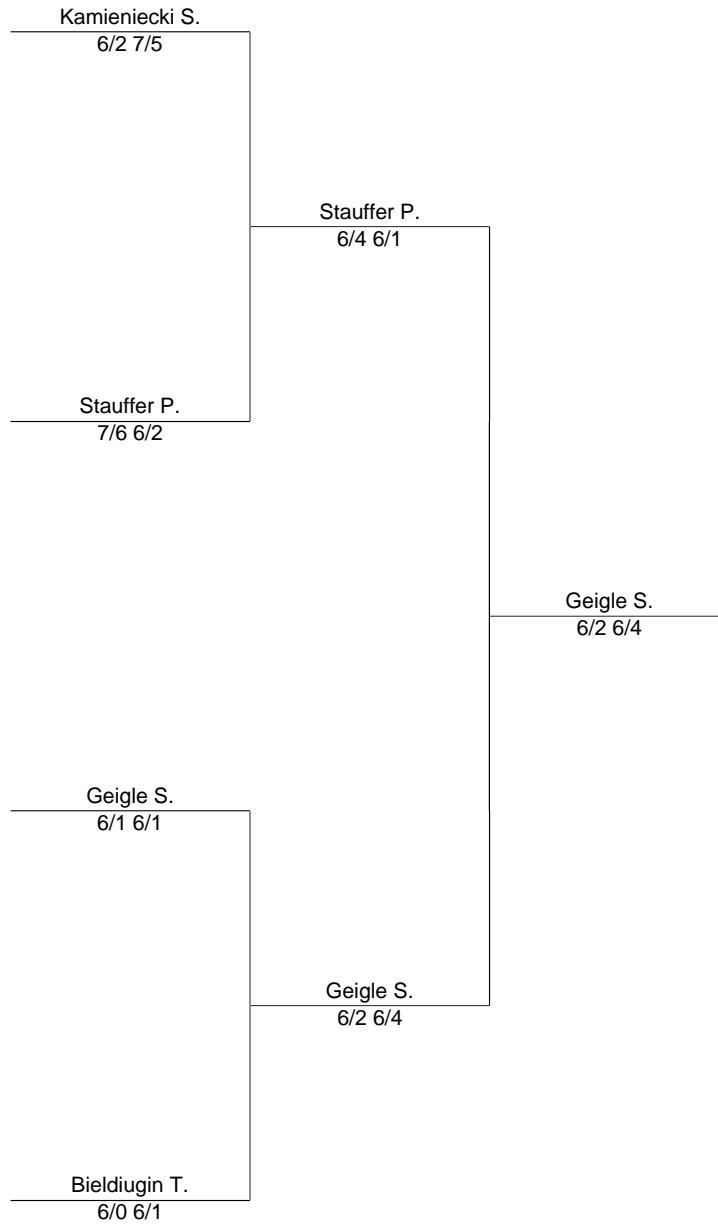 Kamieniecki S.
6/2 7/5
Stauffer P.
6/4 6/1
Stauffer P.
7/6 6/2
Geigle S.
6/2 6/4
Geigle S.
6/1 6/1
Geigle S.
6/2 6/4
Bieldiugin T.
6/0 6/1